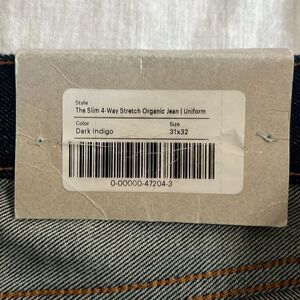 Style
The Slim 4-Way Stretch Organic Jean | Uniform
Color Size
Dark Indigo 31x32
0-00000-47204-3